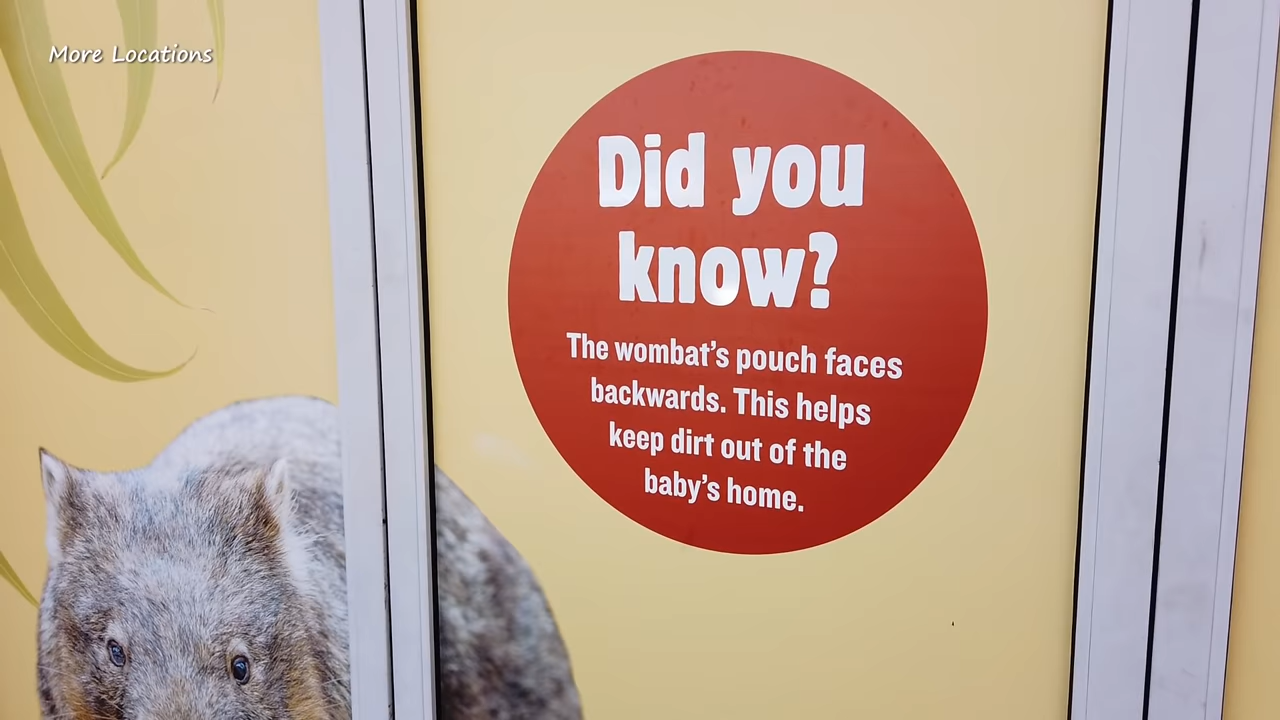 More Locations
Did you
know?
The wombat's pouch faces
backwards. This helps
keep dirt out of the
baby's home.